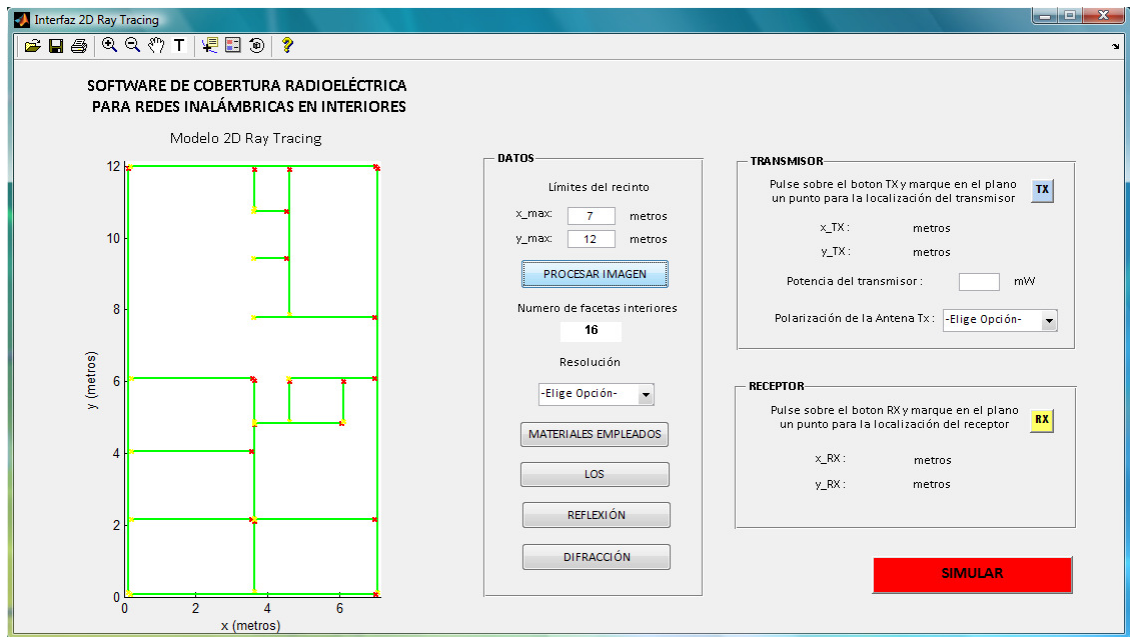 Interfaz 2D Ray Tracing
T
SOFTWARE DE COBERTURA RADIOELÉCTRICA
PARA REDES INALÁMBRICAS EN INTERIORES
Modelo 2D Ray Tracing
12
10
8
6
4
2
0
0
2
4
6
y (metros)
x (metros)
DATOS
Límites del recinto
x_max: 7 metros
y_max: 12 metros
PROCESAR IMAGEN
Numero de facetas interiores
16
Resolución
-Elige Opción-
MATERIALES EMPLEADOS
LOS
REFLEXIÓN
DIFRACCIÓN
TRANSMISOR
Pulse sobre el boton TX y marque en el plano
un punto para la localización del transmisor
TX
x_TX : metros
y_TX : metros
Potencia del transmisor : mW
Polarización de la Antena Tx : -Elige Opción-
RECEPTOR
Pulse sobre el boton RX y marque en el plano
un punto para la localización del receptor
RX
x_RX : metros
y_RX : metros
SIMULAR